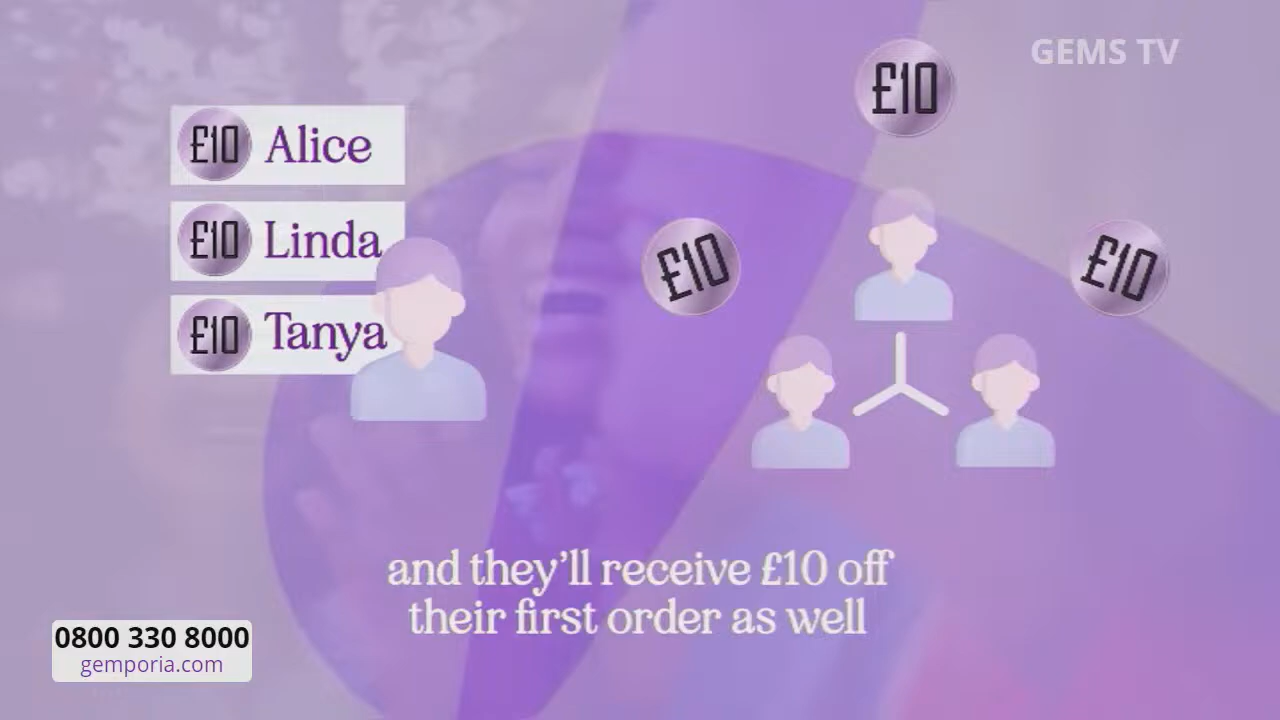 GEMS TV
£10
£10 Alice
£10 Linda
£10 Tanya
£10
£10
and they'll receive £10 off
their first order as well
0800 330 8000
gemporia.com